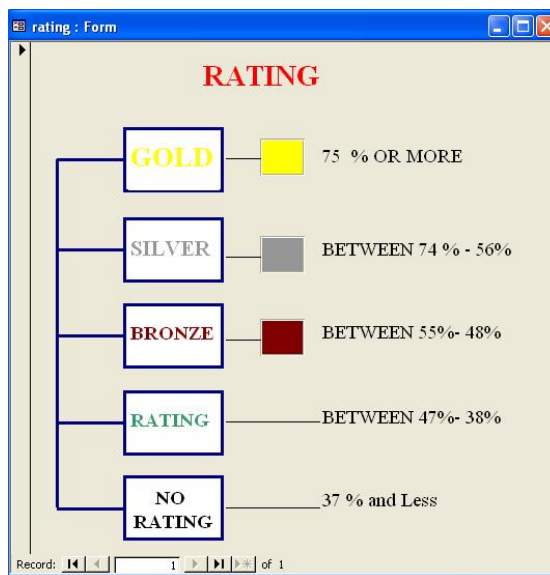 rating : Form
RATING
GOLD
75 % OR MORE
SILVER
BETWEEN 74 % - 56%
BRONZE
BETWEEN 55%- 48%
RATING
BETWEEN 47%- 38%
NO
RATING
37 % and Less
Record: 1 of 1